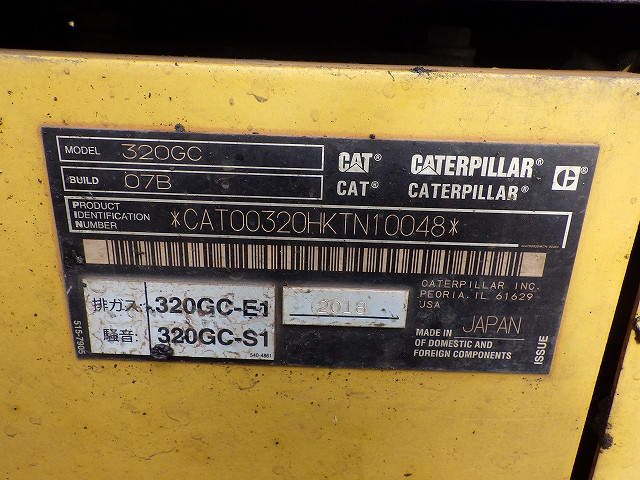 MODEL 320GC
BUILD 07B
CAT® CATERPILLAR®
CAT® CATERPILLAR®
PRODUCT
IDENTIFICATION
NUMBER
*CAT00320HKTN10048*
CATERPILLAR INC.
PEORIA. IL 61629
USA
排ガス: 320GC-E1
騒音: 320GC-S1
540-4861
2018
MADE IN JAPAN
OF DOMESTIC AND
FOREIGN COMPONENTS
515-7905
ISSUE